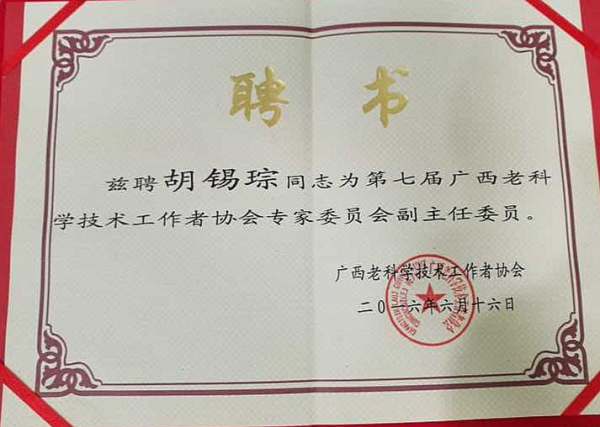 聘书
兹聘胡锡琮同志为第七届广西老科
学技术工作者协会专家委员会副主任委员。
广西老科学技术工作者协会
二〇一六年六月十六日